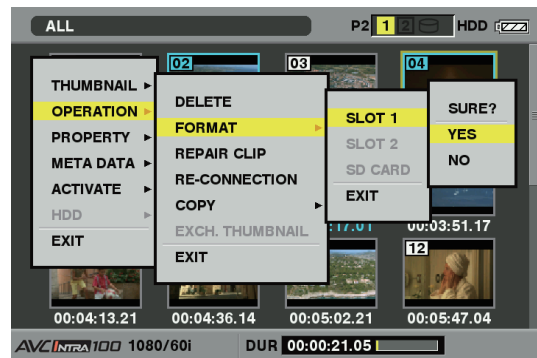 ALL
P2 1 2 HDD
02 03 04
THUMBNAIL
OPERATION
PROPERTY
META DATA
ACTIVATE
HDD
EXIT
DELETE
FORMAT
REPAIR CLIP
RE-CONNECTION
COPY
EXCH. THUMBNAIL
EXIT
SLOT 1
SLOT 2
SD CARD
EXIT
SURE?
YES
NO
:17.01 00:03:51.17
12
00:04:13.21 00:04:36.14 00:05:02.21 00:05:47.04
AVC INTRA 100 1080/60i DUR 00:00:21.05